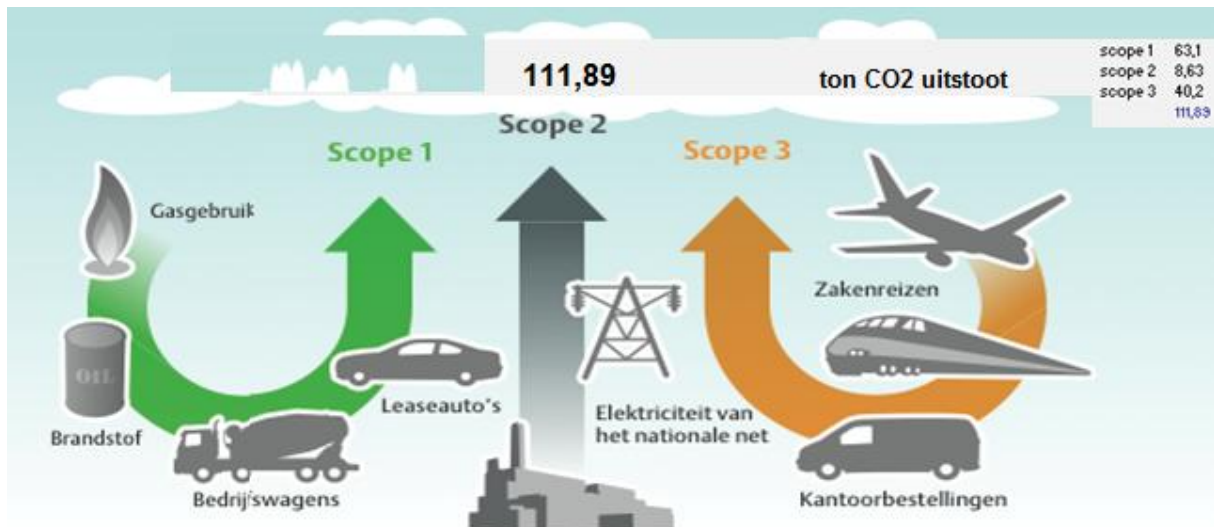 111,89 ton CO2 uitstoot
scope 1 63,1
scope 2 8,63
scope 3 40,2
111,89
Scope 1
Scope 2
Scope 3
Gasgebruik
Zakenreizen
OIL
Leaseauto's
Elektriciteit van
het nationale net
Brandstof
Bedrijfswagens
Kantoorbestellingen